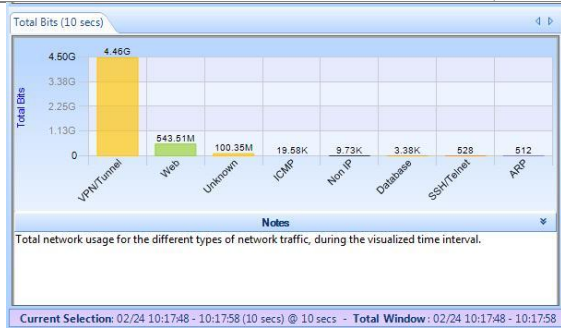 Total Bits (10 secs)
4.50G
3.38G
2.25G
1.13G
0
Total Bits
4.46G
543.51M
100.35M
19.58K
9.73K
3.38K
528
512
VPN/Tunnel
Web
Unknown
ICMP
Non IP
Database
SSH/Telnet
ARP
Notes
Total network usage for the different types of network traffic, during the visualized time interval.
Current Selection: 02/24 10:17:48 - 10:17:58 (10 secs) @ 10 secs - Total Window : 02/24 10:17:48 - 10:17:58